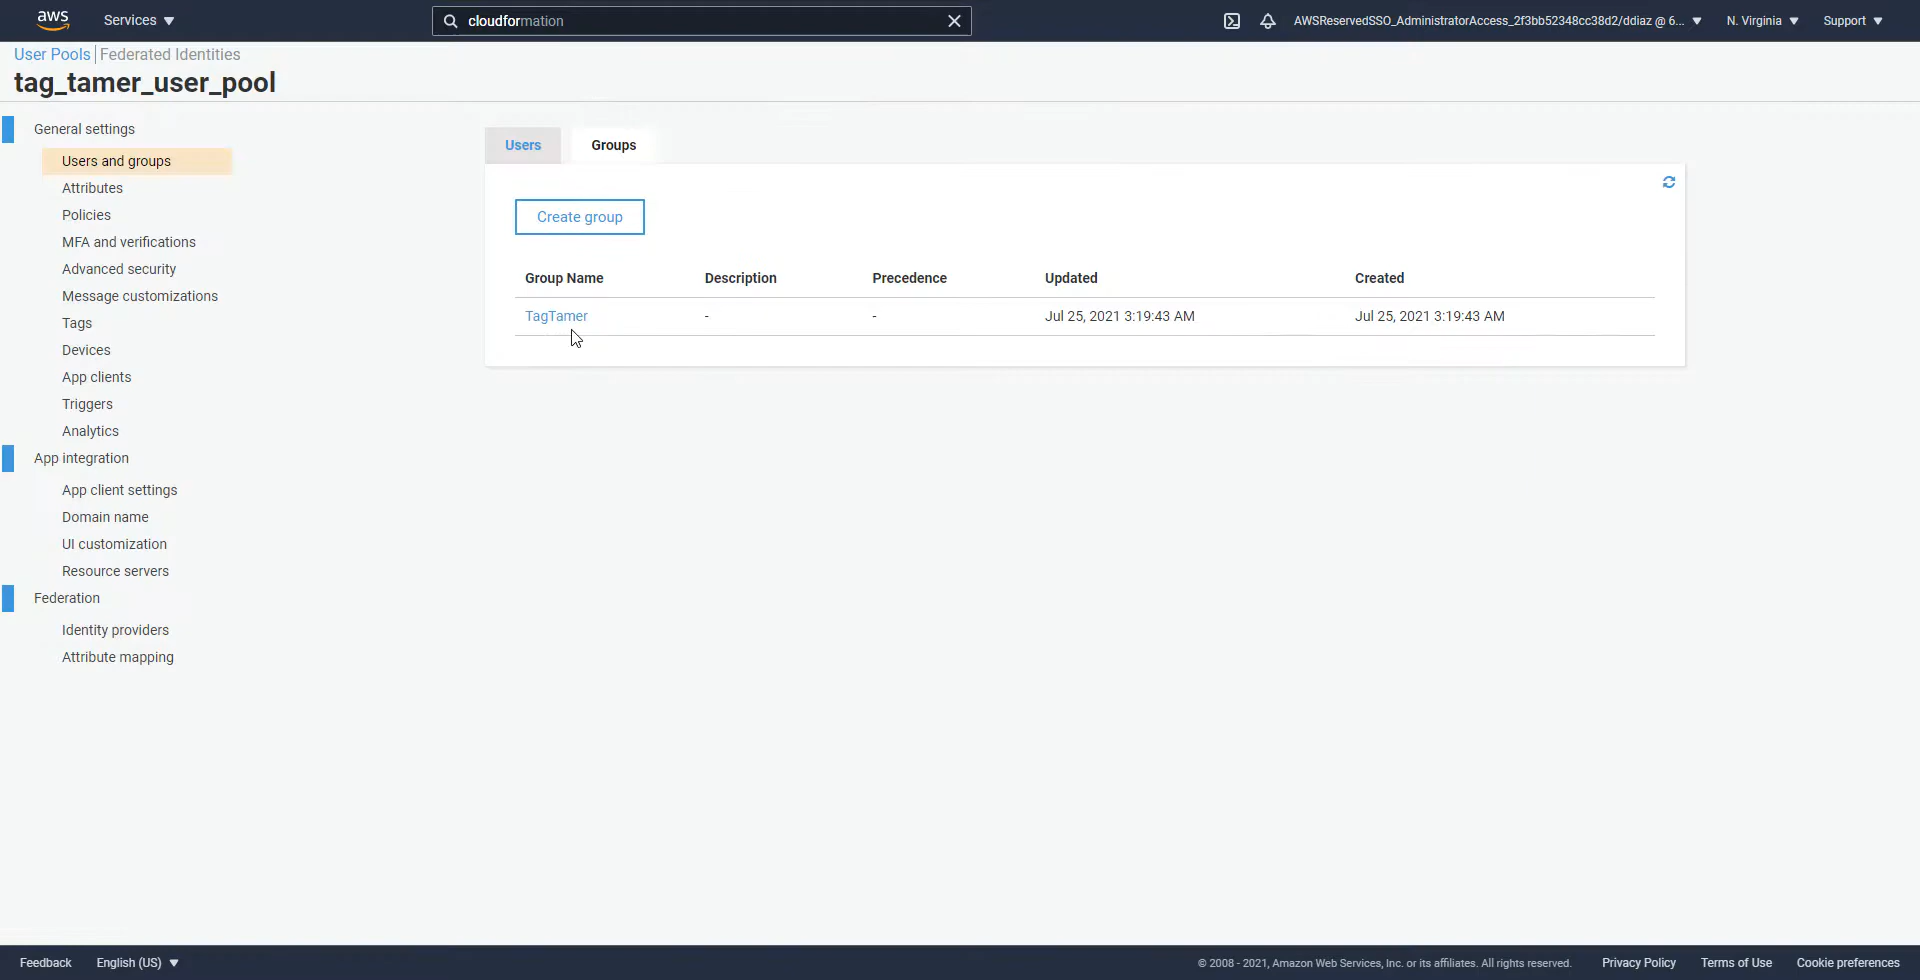 aws Services cloudformation AWSReservedSSO_AdministratorAccess_2f3bb52348cc38d2/ddiaz @ 6... N. Virginia Support
User Pools Federated Identities
tag_tamer_user_pool
General settings
Users and groups
Attributes
Policies
MFA and verifications
Advanced security
Message customizations
Tags
Devices
App clients
Triggers
Analytics
App integration
App client settings
Domain name
UI customization
Resource servers
Federation
Identity providers
Attribute mapping
Users Groups
Create group
Group Name Description Precedence Updated Created
TagTamer - - Jul 25, 2021 3:19:43 AM Jul 25, 2021 3:19:43 AM
Feedback English (US) © 2008 - 2021, Amazon Web Services, Inc. or its affiliates. All rights reserved. Privacy Policy Terms of Use Cookie preferences